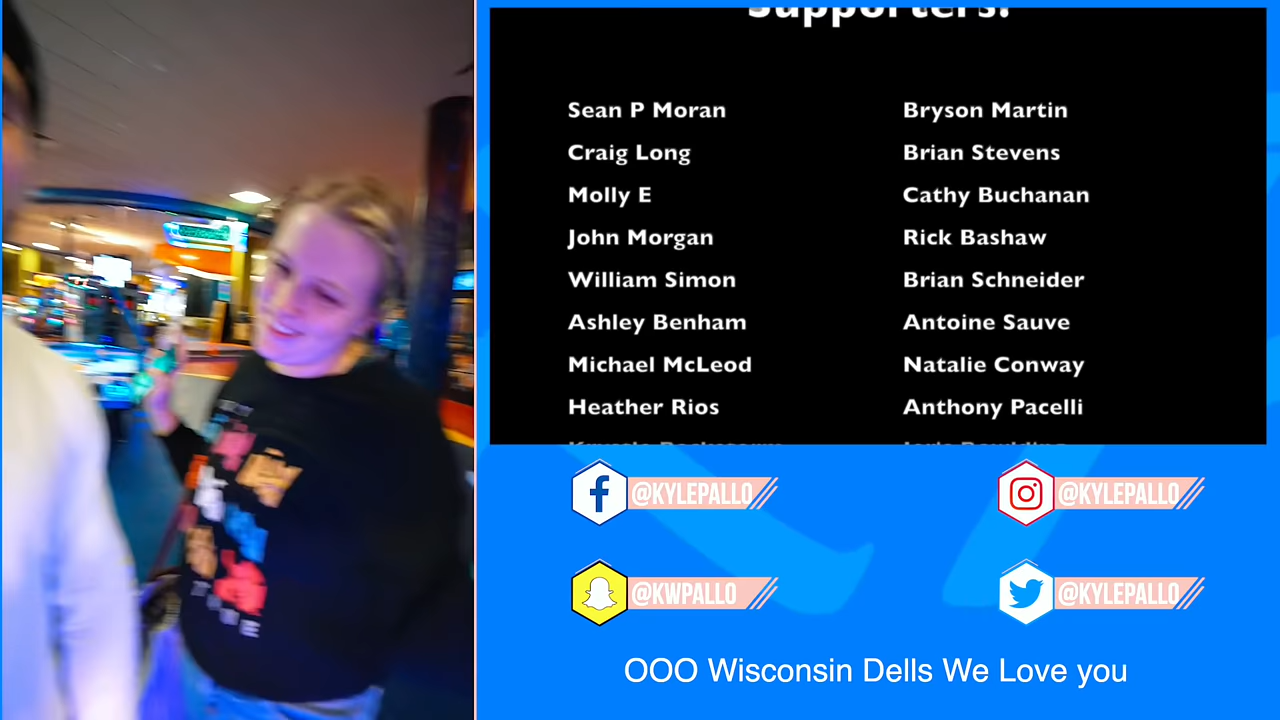 Supporters:
Sean P Moran
Bryson Martin
Craig Long
Brian Stevens
Molly E
Cathy Buchanan
John Morgan
Rick Bashaw
William Simon
Brian Schneider
Ashley Benham
Antoine Sauve
Michael McLeod
Natalie Conway
Heather Rios
Anthony Pacelli
@KYLEPALLO
@KYLEPALLO
@KWPALLO
@KYLEPALLO
OOO Wisconsin Dells We Love you